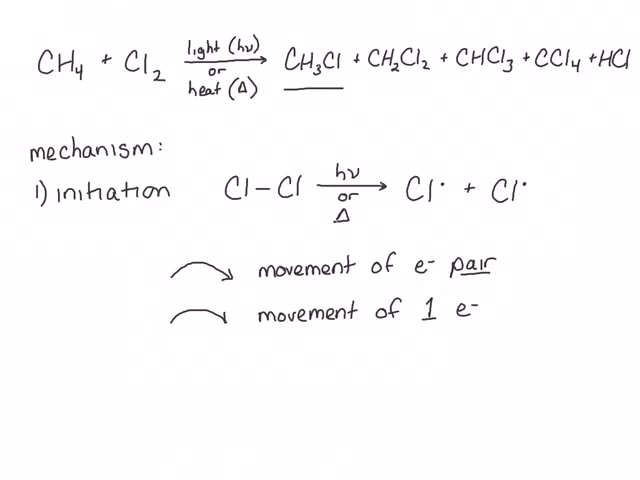 CH₄ + Cl₂ light (hν) or heat (Δ) → CH₃Cl + CH₂Cl₂ + CHCl₃ + CCl₄ + HCl
mechanism:
1) initiation Cl–Cl hν or Δ → Cl· + Cl·
movement of e- pair
movement of 1 e-